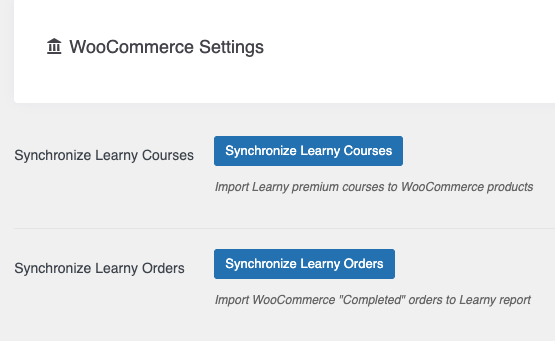 WooCommerce Settings
Synchronize Learny Courses
Synchronize Learny Courses
Import Learny premium courses to WooCommerce products
Synchronize Learny Orders
Synchronize Learny Orders
Import WooCommerce "Completed" orders to Learny report